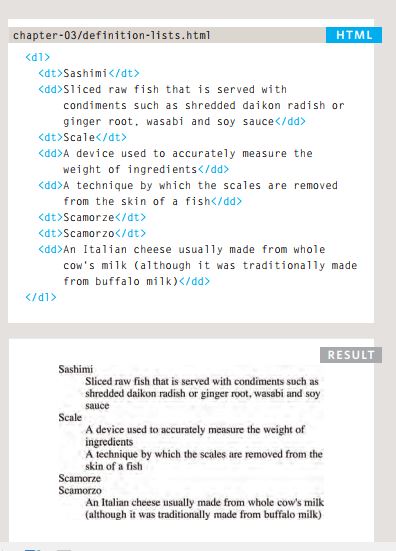 chapter-03/definition-lists.html HTML
<dl>
<dt>Sashimi</dt>
<dd>Sliced raw fish that is served with
condiments such as shredded daikon radish or
ginger root, wasabi and soy sauce</dd>
<dt>Scale</dt>
<dd>A device used to accurately measure the
weight of ingredients</dd>
<dd>A technique by which the scales are removed
from the skin of a fish</dd>
<dt>Scamorze</dt>
<dt>Scamorzo</dt>
<dd>An Italian cheese usually made from whole
cow's milk (although it was traditionally made
from buffalo milk)</dd>
</dl>
RESULT
Sashimi
Sliced raw fish that is served with condiments such as
shredded daikon radish or ginger root, wasabi and soy
sauce
Scale
A device used to accurately measure the weight of
ingredients
A technique by which the scales are removed from the
skin of a fish
Scamorze
Scamorzo
An Italian cheese usually made from whole cow's milk
(although it was traditionally made from buffalo milk)